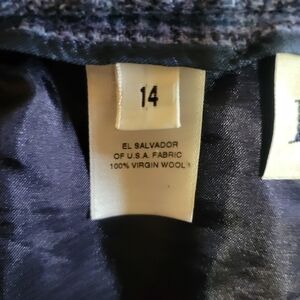 14
EL SALVADOR
OF U.S.A. FABRIC
100% VIRGIN WOOL